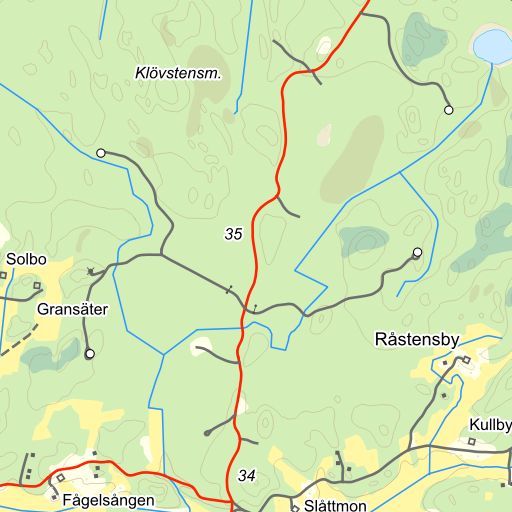 Klövstensm.
35
Solbo
Gransäter
Råstensby
Kullby
34
Fågelsången
Slåttmon